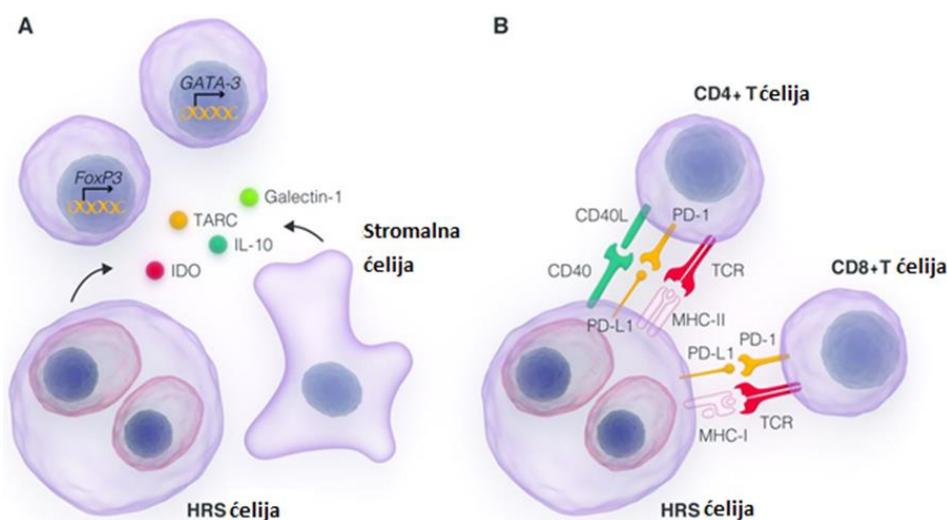 A
GATA-3
FoxP3
Galectin-1
TARC
IL-10
IDO
Stromalna
ćelija
HRS ćelija
B
CD4+ Tćelija
CD40L
PD-1
CD40
TCR
CD8+T ćelija
PD-L1
MHC-II
PD-1
PD-L1
TCR
MHC-I
HRS ćelija